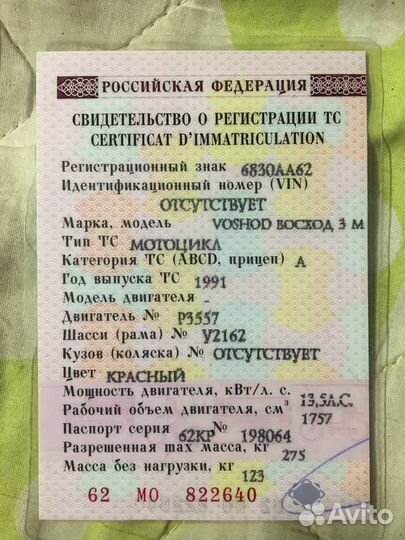 РОССИЙСКАЯ ФЕДЕРАЦИЯ
СВИДЕТЕЛЬСТВО О РЕГИСТРАЦИИ ТС
CERTIFICAT D'IMMATRICULATION
Регистрационный знак 6830АА62
Идентификационный номер (VIN)
ОТСУТСТВУЕТ
Марка, модель VOSHOD ВОСХОД 3 М
Тип ТС МОТОЦИКЛ
Категория ТС (ABCD, прицеп) А
Год выпуска ТС 1991
Модель двигателя -
Двигатель № Р3557
Шасси (рама) № У2162
Кузов (коляска) № ОТСУТСТВУЕТ
Цвет КРАСНЫЙ
Мощность двигателя, кВт/л. с. 13,5Л.С.
Рабочий объем двигателя, см³ 1757
Паспорт серия 62КР № 198064
Разрешенная max масса, кг 275
Масса без нагрузки, кг 123
62 МО 822640
Avito